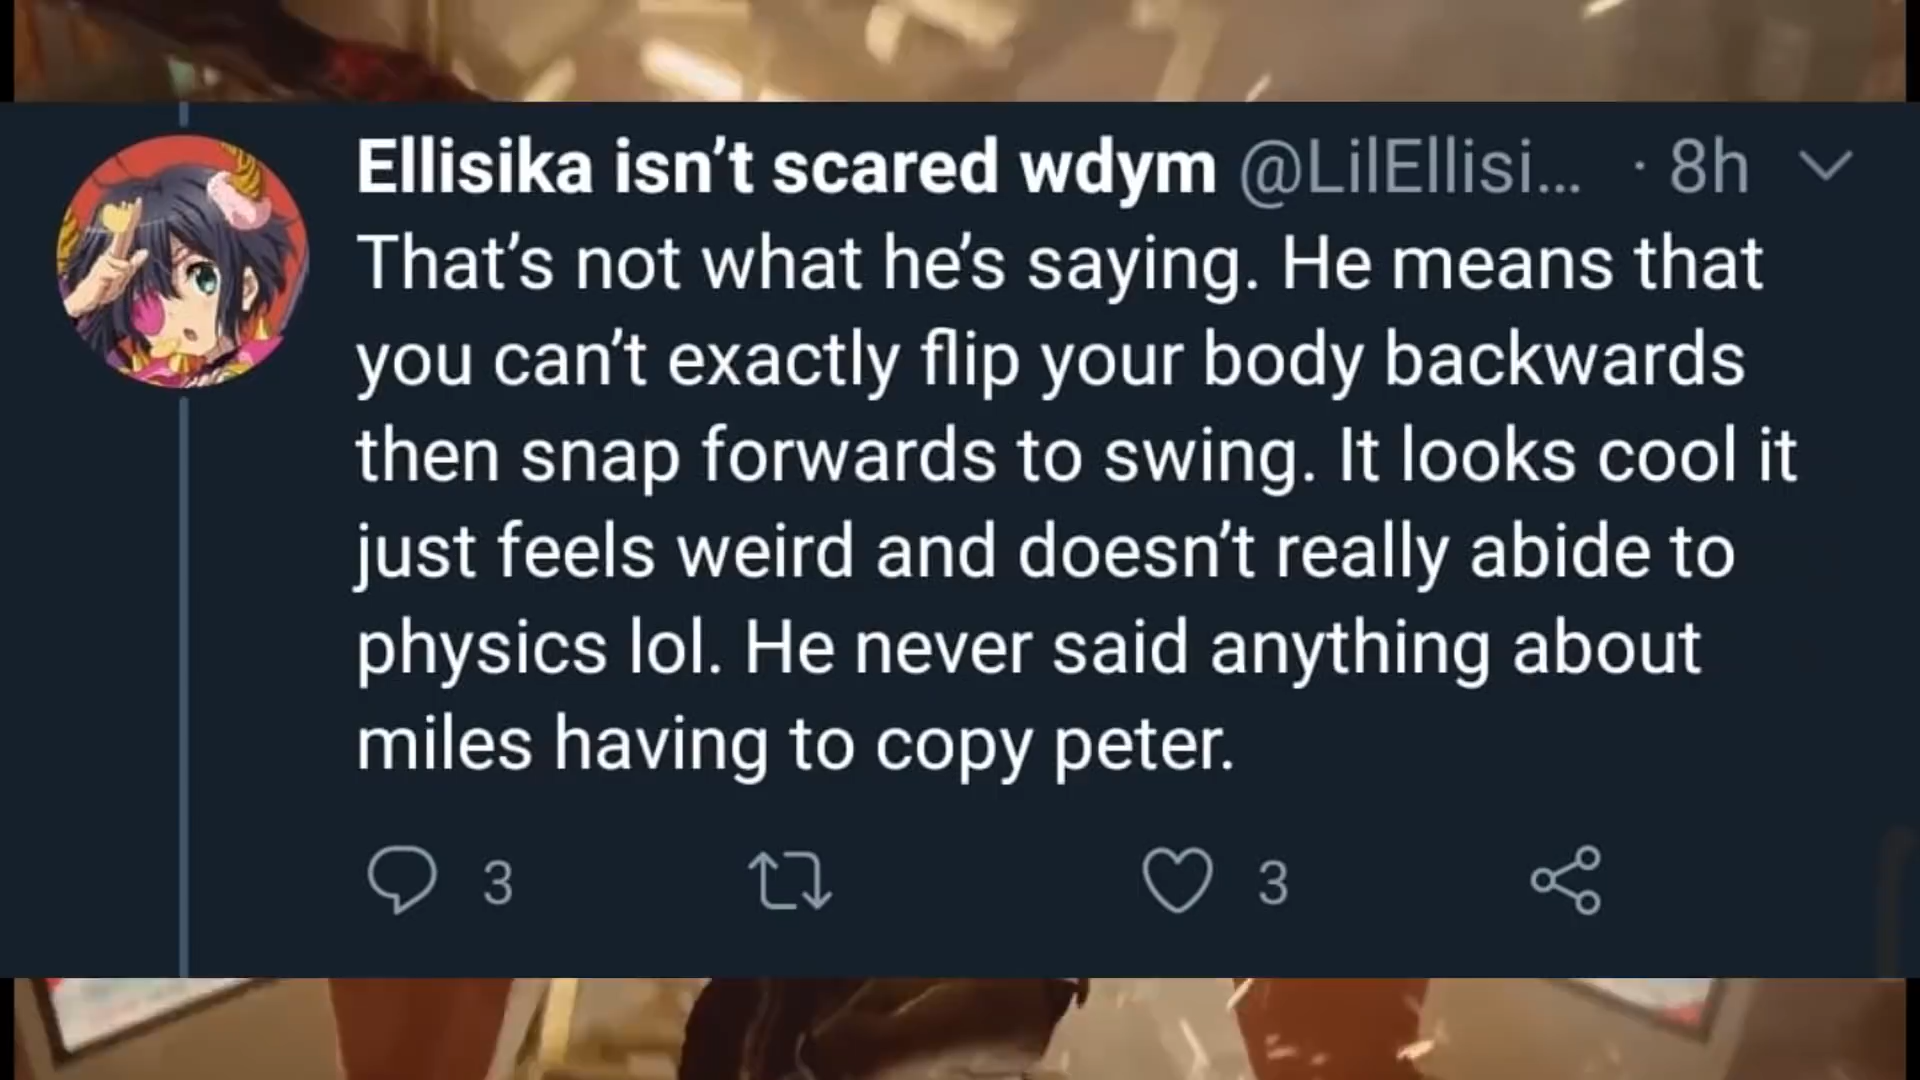 Ellisika isn't scared wdym @LilEllisi... · 8h
That's not what he's saying. He means that
you can't exactly flip your body backwards
then snap forwards to swing. It looks cool it
just feels weird and doesn't really abide to
physics lol. He never said anything about
miles having to copy peter.
3 3